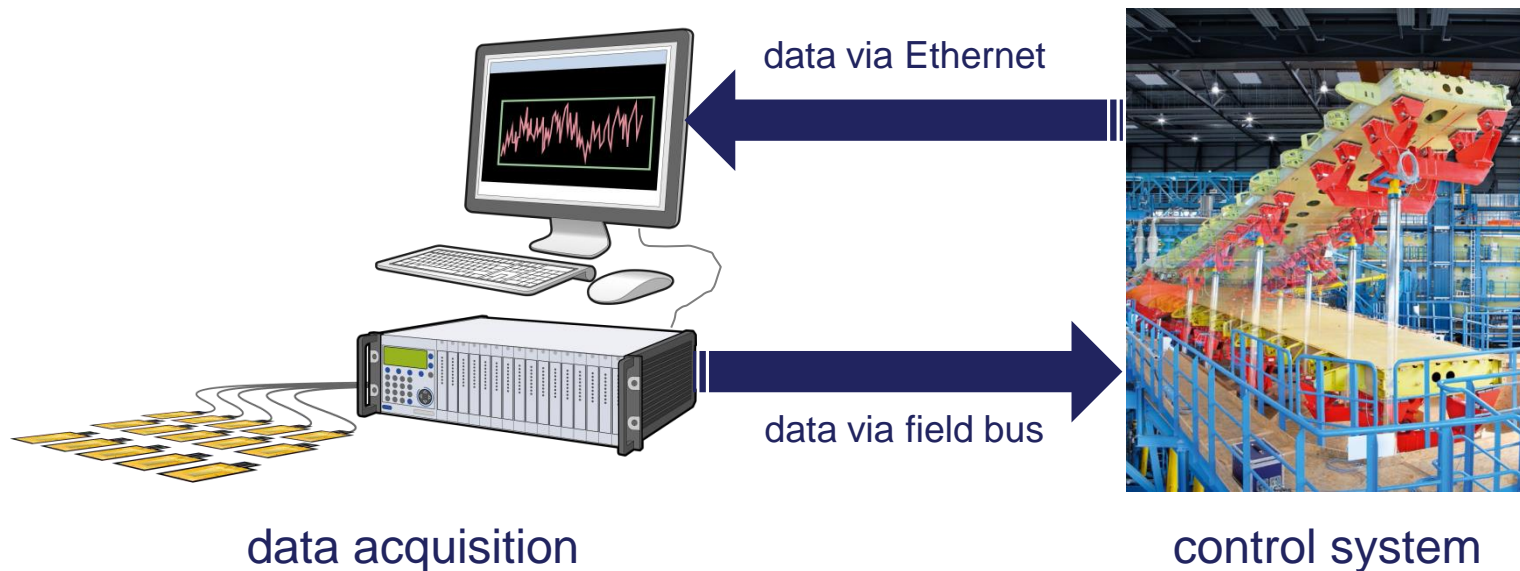 data via Ethernet
data via field bus
data acquisition
control system